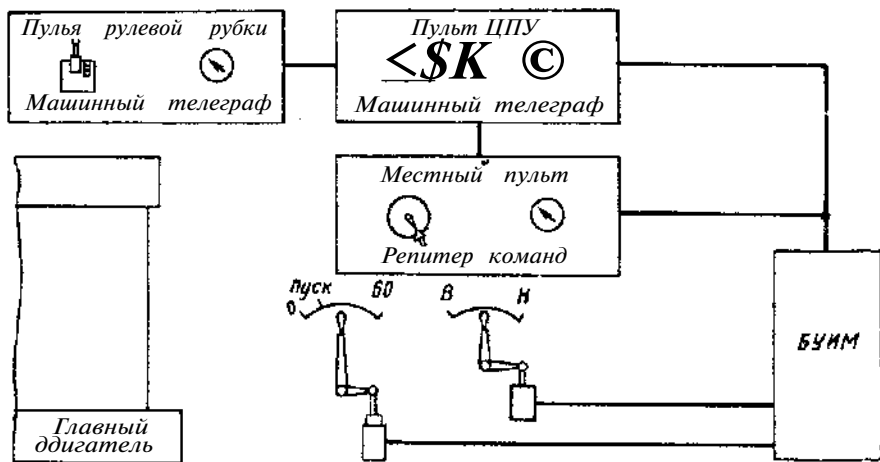 Пулья рулевой рубки
Машинный телеграф
Пульт ЦПУ
<$К ©
Машинный телеграф
Местный пульт
Репитер команд
0 Пуск 60
В Н
БУИМ
Главный
ддигатель